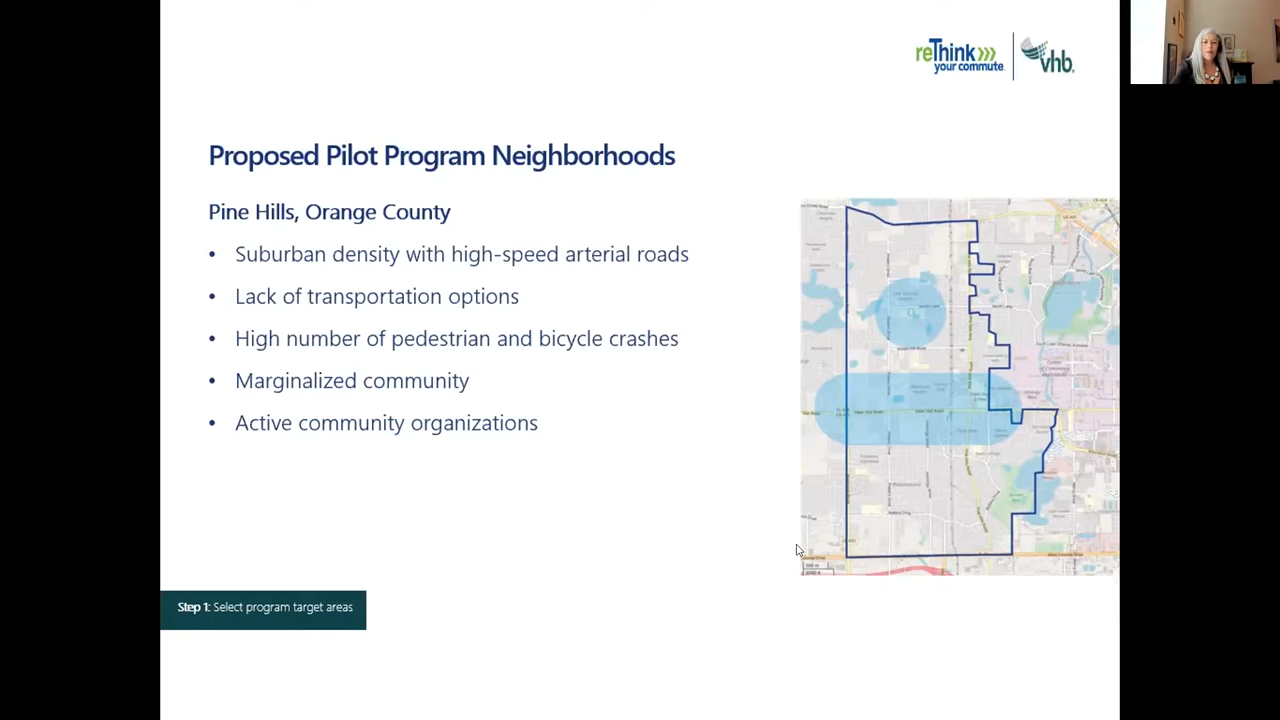 reThink
your commute
vhb
Proposed Pilot Program Neighborhoods
Pine Hills, Orange County
• Suburban density with high-speed arterial roads
• Lack of transportation options
• High number of pedestrian and bicycle crashes
• Marginalized community
• Active community organizations
Step 1: Select program target areas